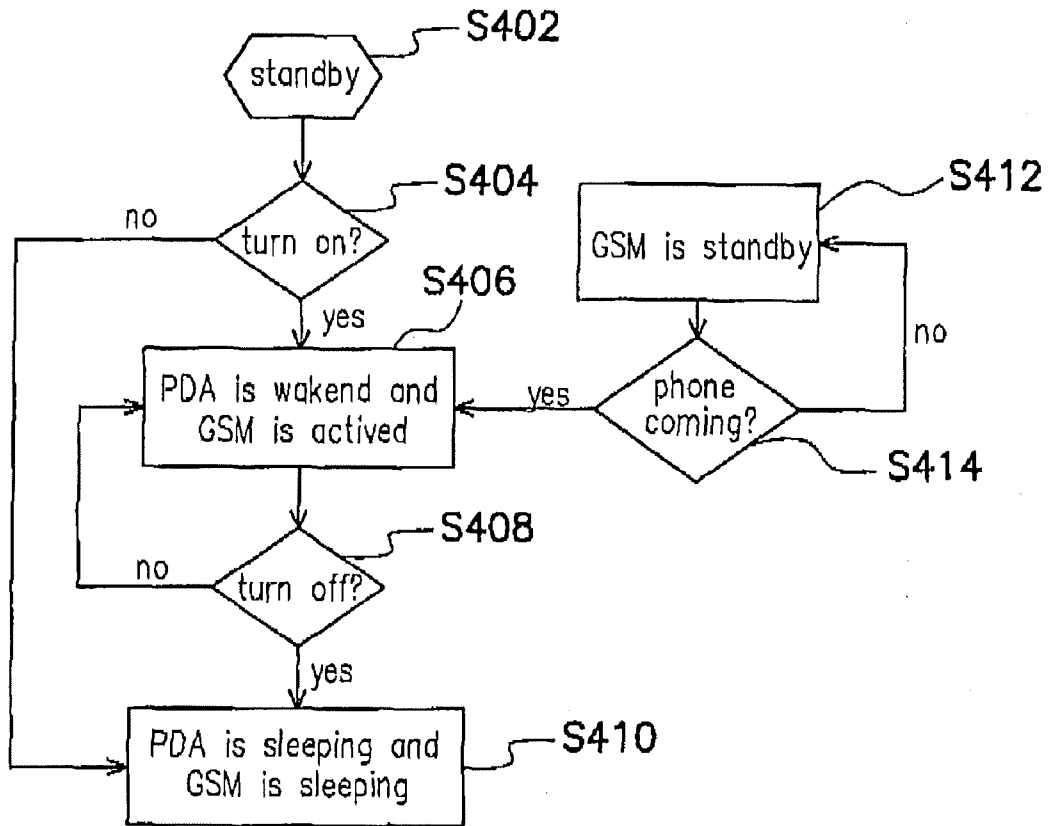 S402
standby
S404
no
turn on?
yes
S406
PDA is wakend and
GSM is actived
S408
no
turn off?
yes
PDA is sleeping and
GSM is sleeping
S410
S412
GSM is standby
no
yes
phone
coming?
S414